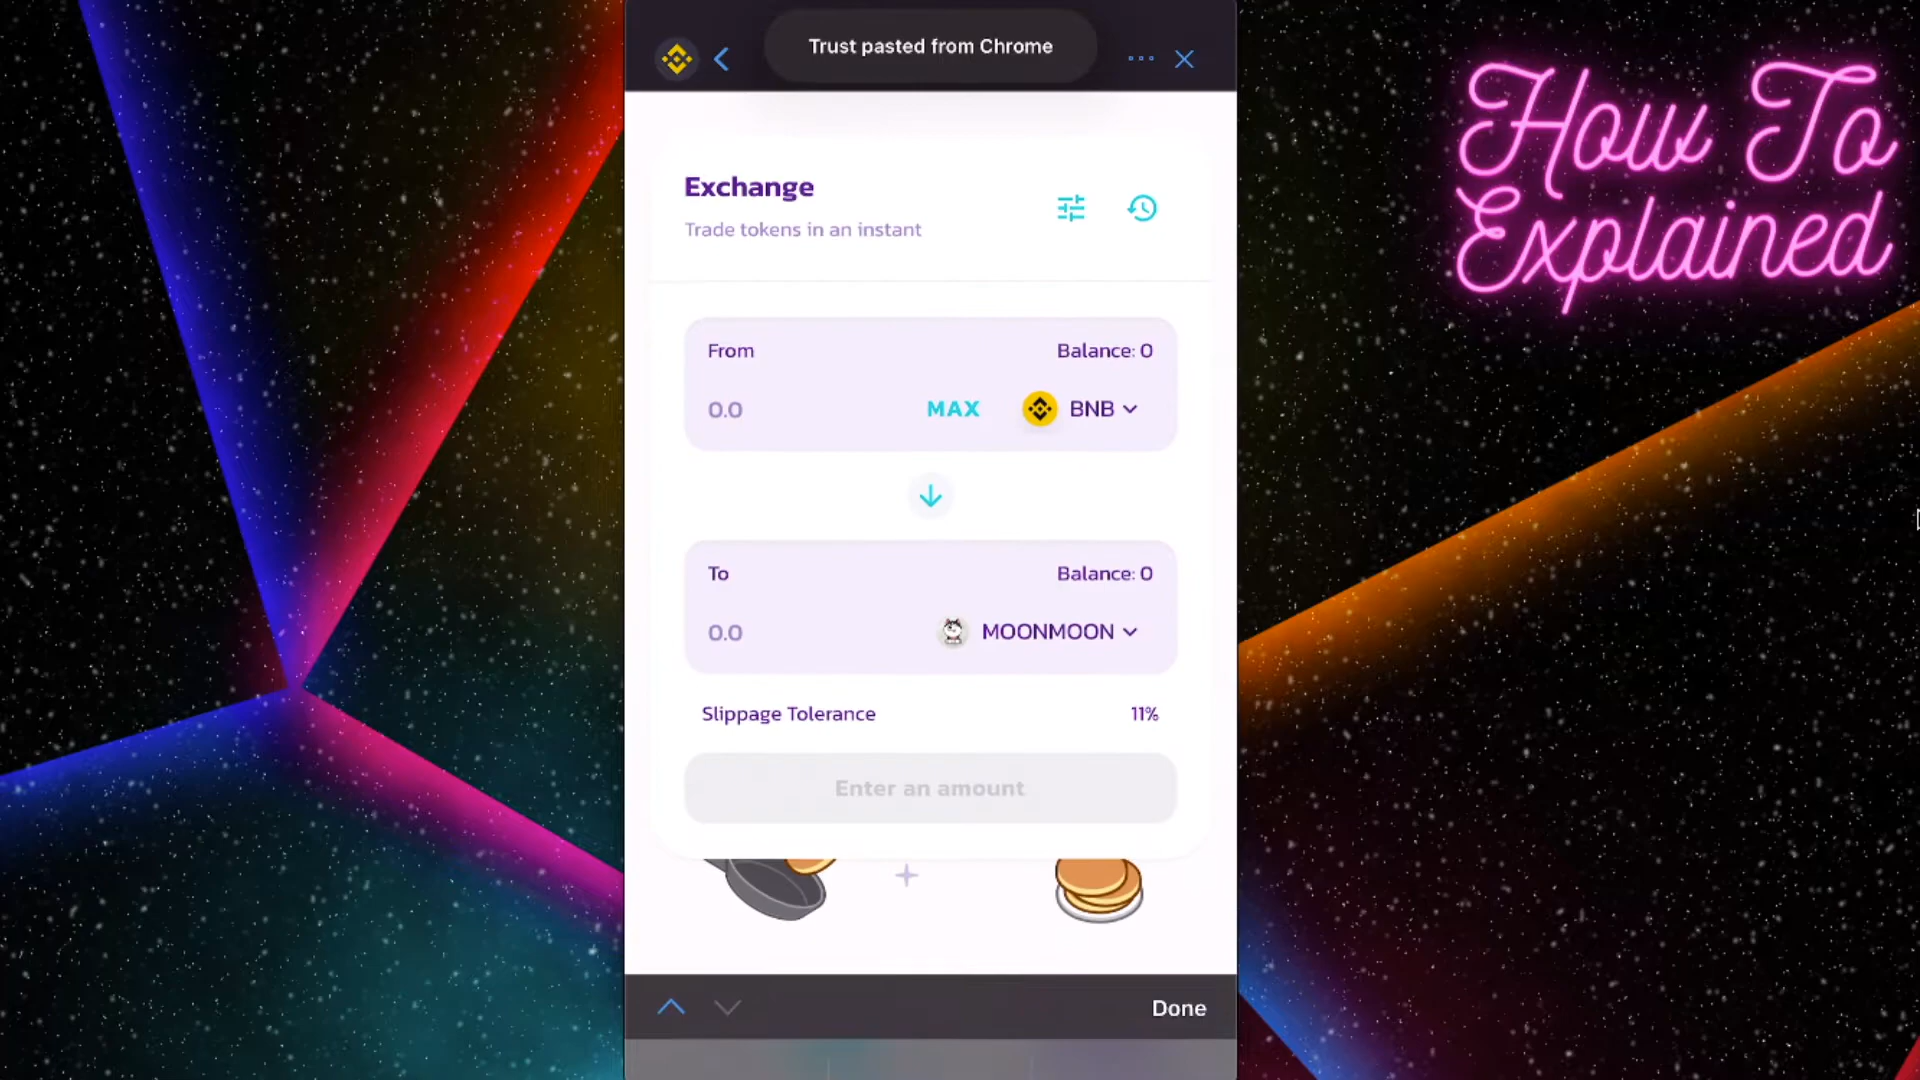 Trust pasted from Chrome
How To
Explained
Exchange
Trade tokens in an instant
From
Balance: 0
0.0
MAX
BNB
To
Balance: 0
0.0
MOONMOON
Slippage Tolerance
11%
Enter an amount
Done